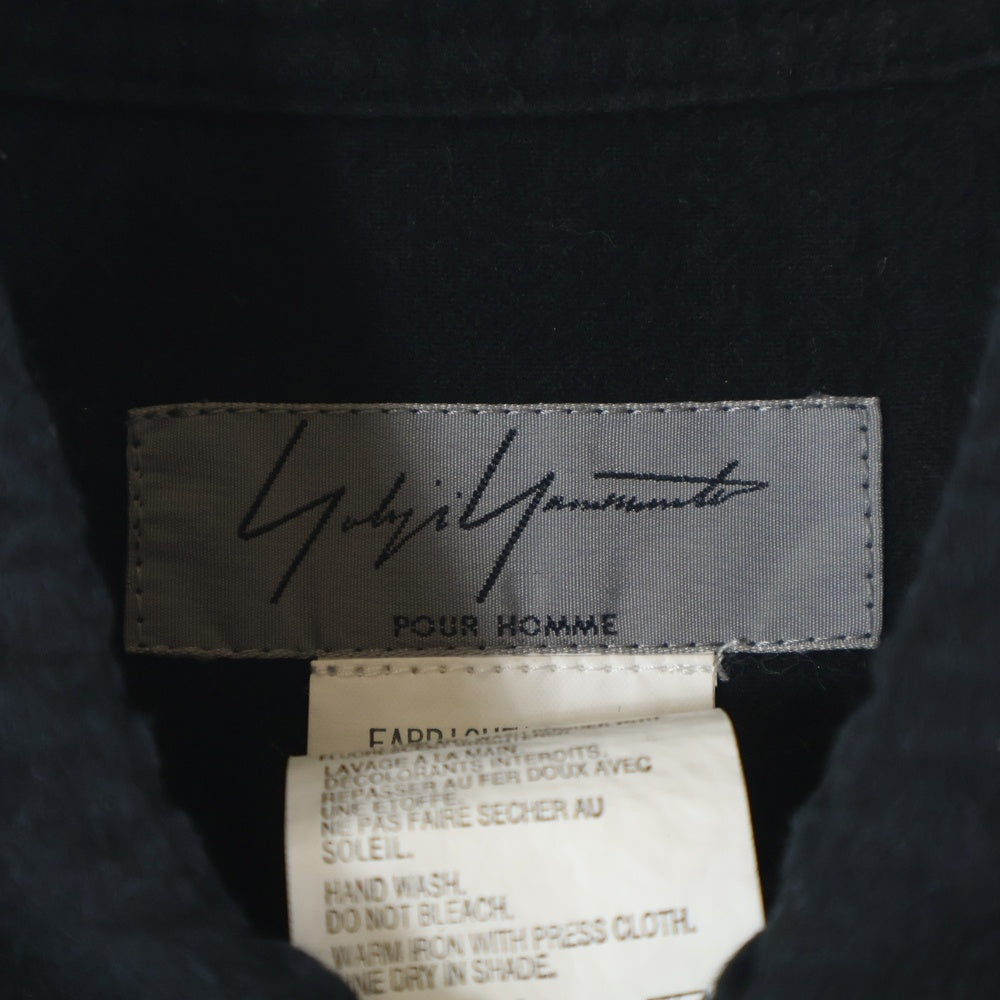 Yohji Yamamoto
POUR HOMME
LAVAGE A LA MAIN.
DECOLORANTS INTERDITS.
REPASSER AU FER DOUX AVEC
UNE ETOFFE.
NE PAS FAIRE SECHER AU
SOLEIL.
HAND WASH.
DO NOT BLEACH.
WARM IRON WITH PRESS CLOTH.
DRY IN SHADE.